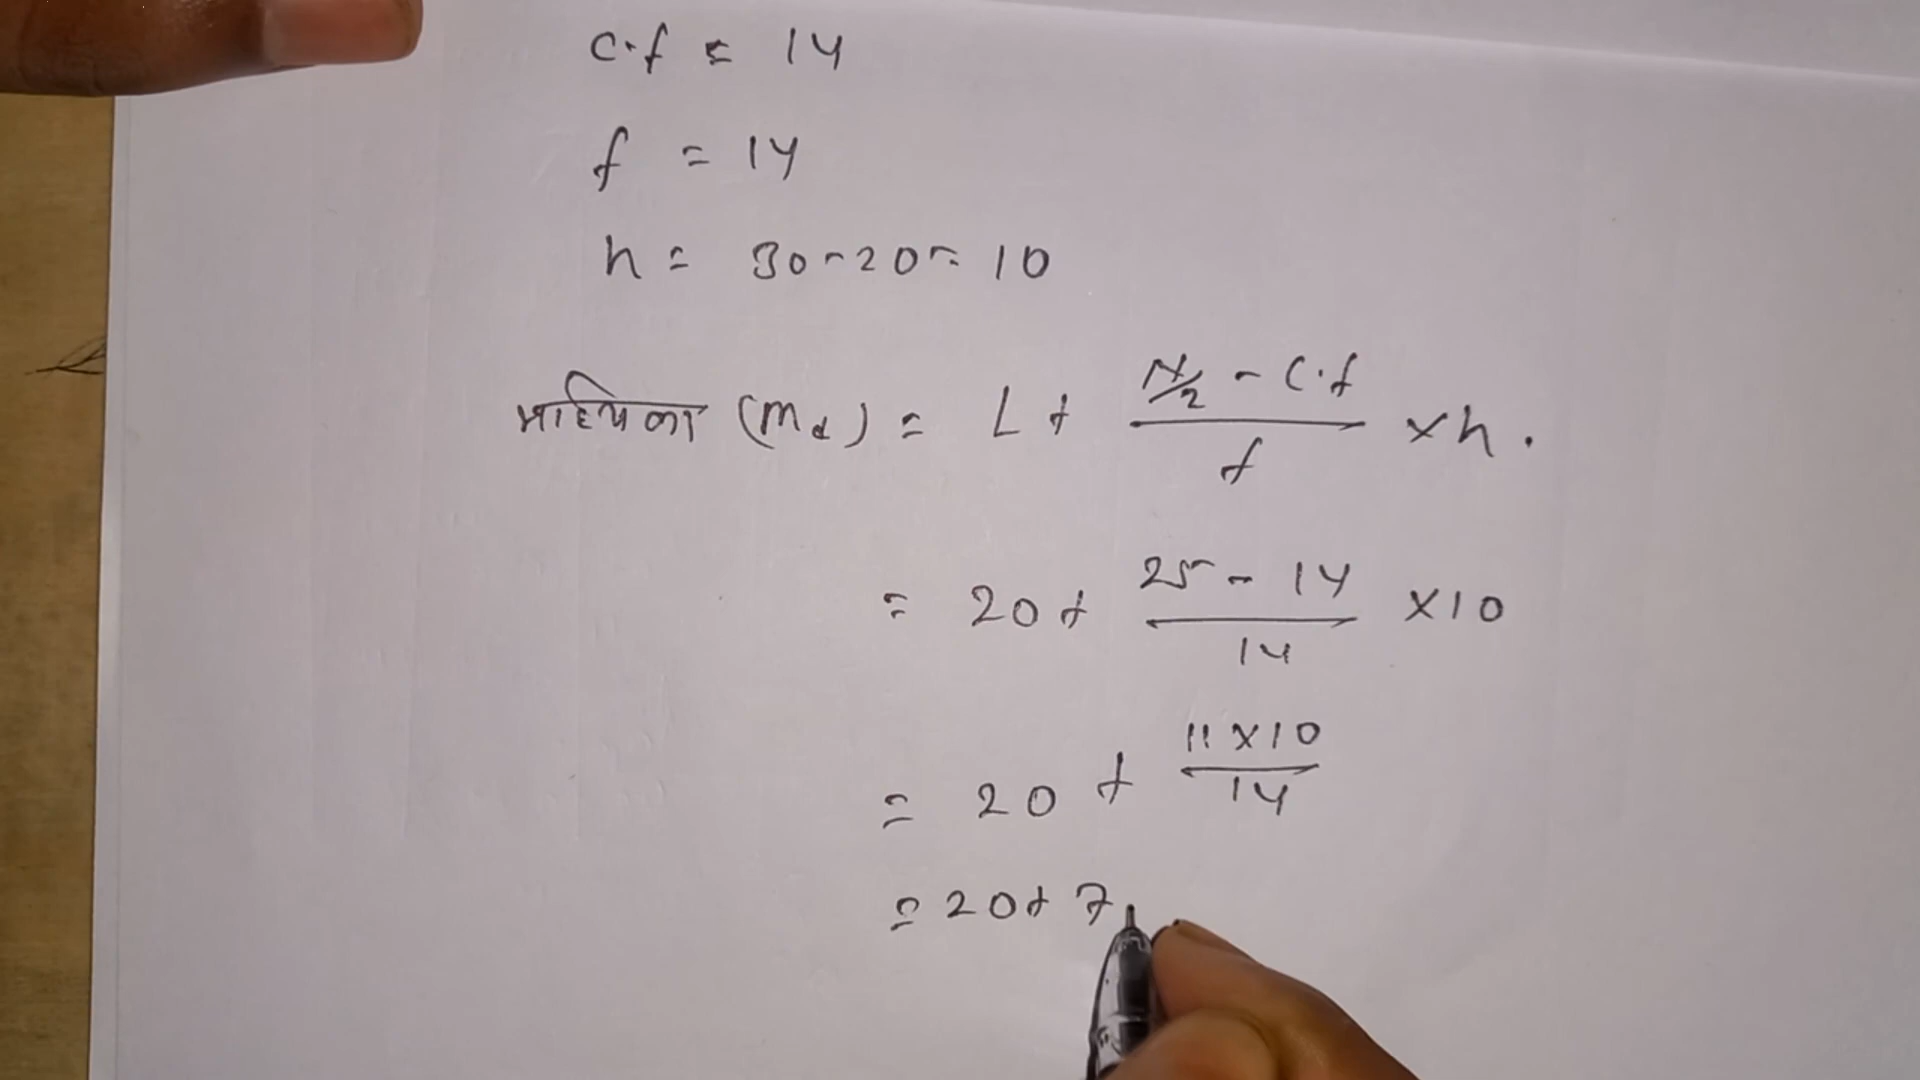 c.f = 14
f = 14
h = 30-20 = 10
माध्यिका (Md) = L + N/2 - C.f / f × h.
= 20 + 25 - 14 / 14 × 10
= 20 + 11 × 10 / 14
= 20 + 7.